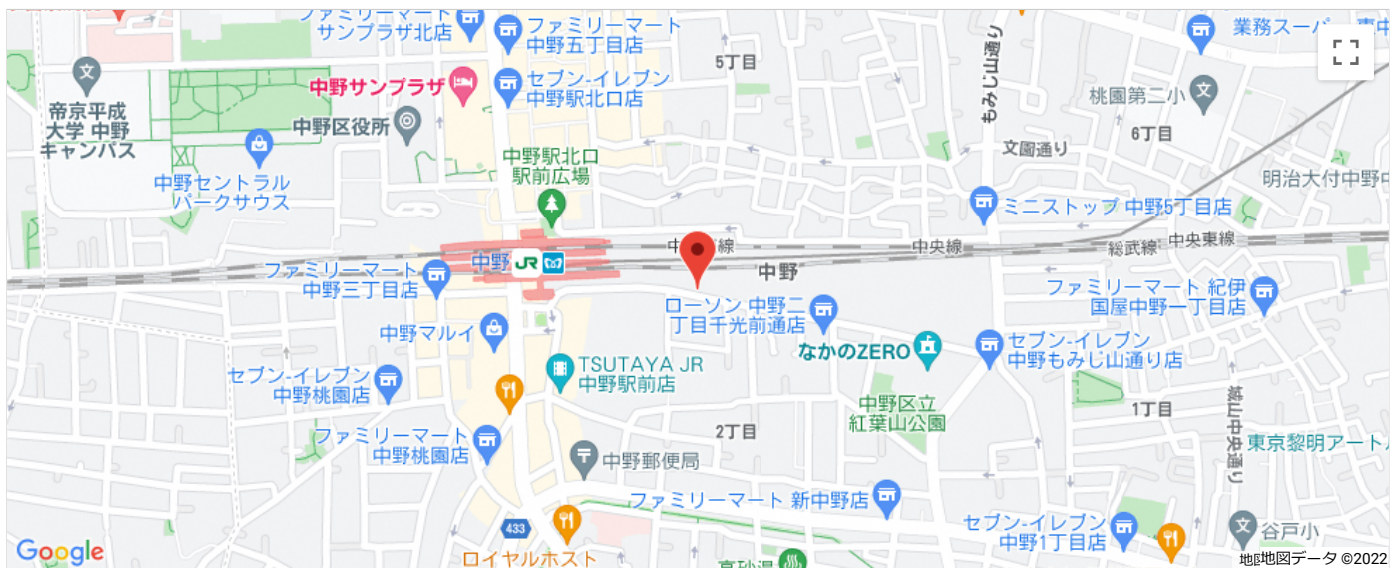 ファミリーマート
サンプラザ北店
ファミリーマート
中野五丁目店
業務スーパー
5丁目
セブン-イレブン
中野駅北口店
中野サンプラザ
もみじ山通り
桃園第二小
帝京平成
大学 中野
キャンパス
中野区役所
6丁目
文園通り
中野駅北口
駅前広場
中野セントラル
パークサウス
明治大付中野中
ミニストップ 中野5丁目店
中央線
総武線
中央東線
中野
JR
中野
ファミリーマート
中野三丁目店
ローソン 中野二
丁目千光前通店
ファミリーマート 紀伊
国屋中野一丁目店
中野マルイ
なかのZERO
セブン-イレブン
中野もみじ山通り店
TSUTAYA JR
中野駅前店
セブン-イレブン
中野桃園店
中野区立
紅葉山公園
1丁目
城山中央通り
ファミリーマート
中野桃園店
2丁目
東京黎明アート
中野郵便局
ファミリーマート 新中野店
433
セブン-イレブン
中野1丁目店
谷戸小
Google
ロイヤルホスト
高砂湯
地図データ ©2022